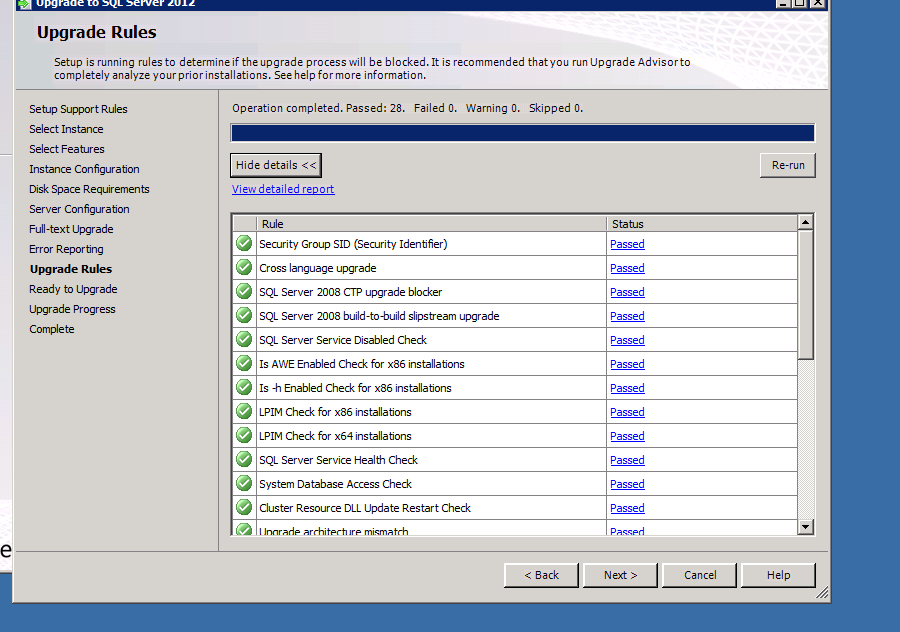 Upgrade to SQL Server 2012
Upgrade Rules
Setup is running rules to determine if the upgrade process will be blocked. It is recommended that you run Upgrade Advisor to
completely analyze your prior installations. See help for more information.
Setup Support Rules
Select Instance
Select Features
Instance Configuration
Disk Space Requirements
Server Configuration
Full-text Upgrade
Error Reporting
Upgrade Rules
Ready to Upgrade
Upgrade Progress
Complete
Operation completed. Passed: 28. Failed 0. Warning 0. Skipped 0.
Hide details <<
Re-run
View detailed report
Rule Status
Security Group SID (Security Identifier) Passed
Cross language upgrade Passed
SQL Server 2008 CTP upgrade blocker Passed
SQL Server 2008 build-to-build slipstream upgrade Passed
SQL Server Service Disabled Check Passed
Is AWE Enabled Check for x86 installations Passed
Is -h Enabled Check for x86 installations Passed
LPIM Check for x86 installations Passed
LPIM Check for x64 installations Passed
SQL Server Service Health Check Passed
System Database Access Check Passed
Cluster Resource DLL Update Restart Check Passed
Upgrade architecture mismatch Passed
e
< Back Next > Cancel Help